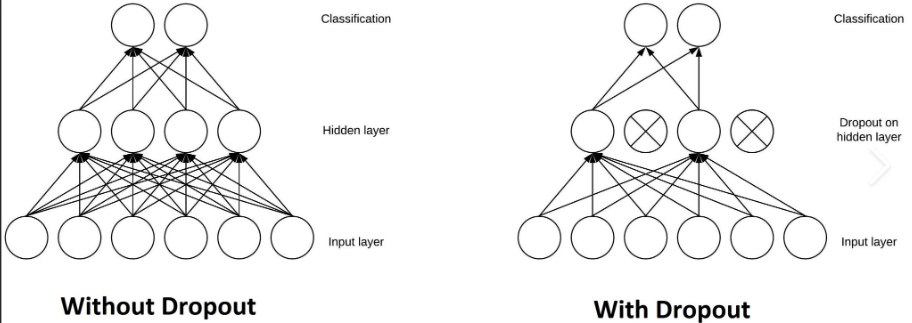 Classification
Hidden layer
Input layer
Without Dropout
Classification
Dropout on
hidden layer
Input layer
With Dropout